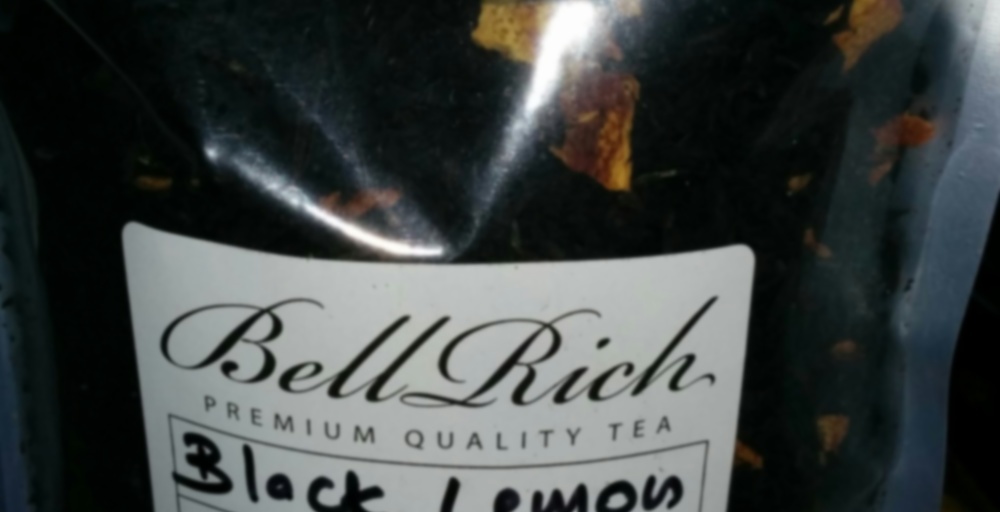 BellRich
PREMIUM QUALITY TEA
Black Lemon